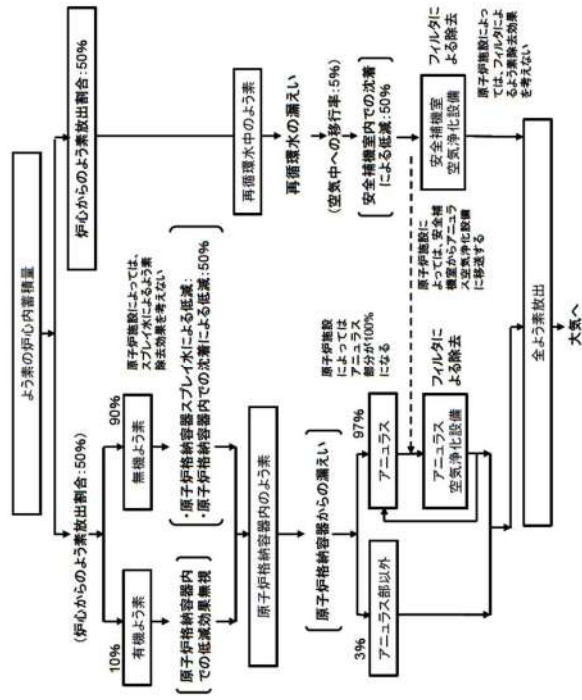 よう素の炉心内蓄積量
(炉心からのよう素放出割合:50%)
炉心からのよう素放出割合:50%
10%
有機よう素
90%
無機よう素
原子炉施設によっては、
スプレイ水によるよう素
除去効果を考えない
原子炉格納容器内
での低減効果無視
・原子炉格納容器スプレイ水による低減
・原子炉格納容器内での沈着による低減:50%
原子炉格納容器内のよう素
原子炉格納容器からの漏えい
3%
アニュラス部以外
97%
アニュラス
原子炉施設
によっては
アニュラス
部分が100%
になる
アニュラス
空気浄化設備
フィルタに
よる除去
再循環水中のよう素
再循環水の漏えい
(空気中への移行率:5%)
安全補機室内での沈着
による低減:50%
原子炉施設に
よっては、安全補
機室からアニュラ
ス空気浄化設備
に移送する
安全補機室
空気浄化設備
フィルタに
よる除去
原子炉施設によっ
ては、フィルタによ
るよう素除去効果
を考えない
全よう素放出
大気へ